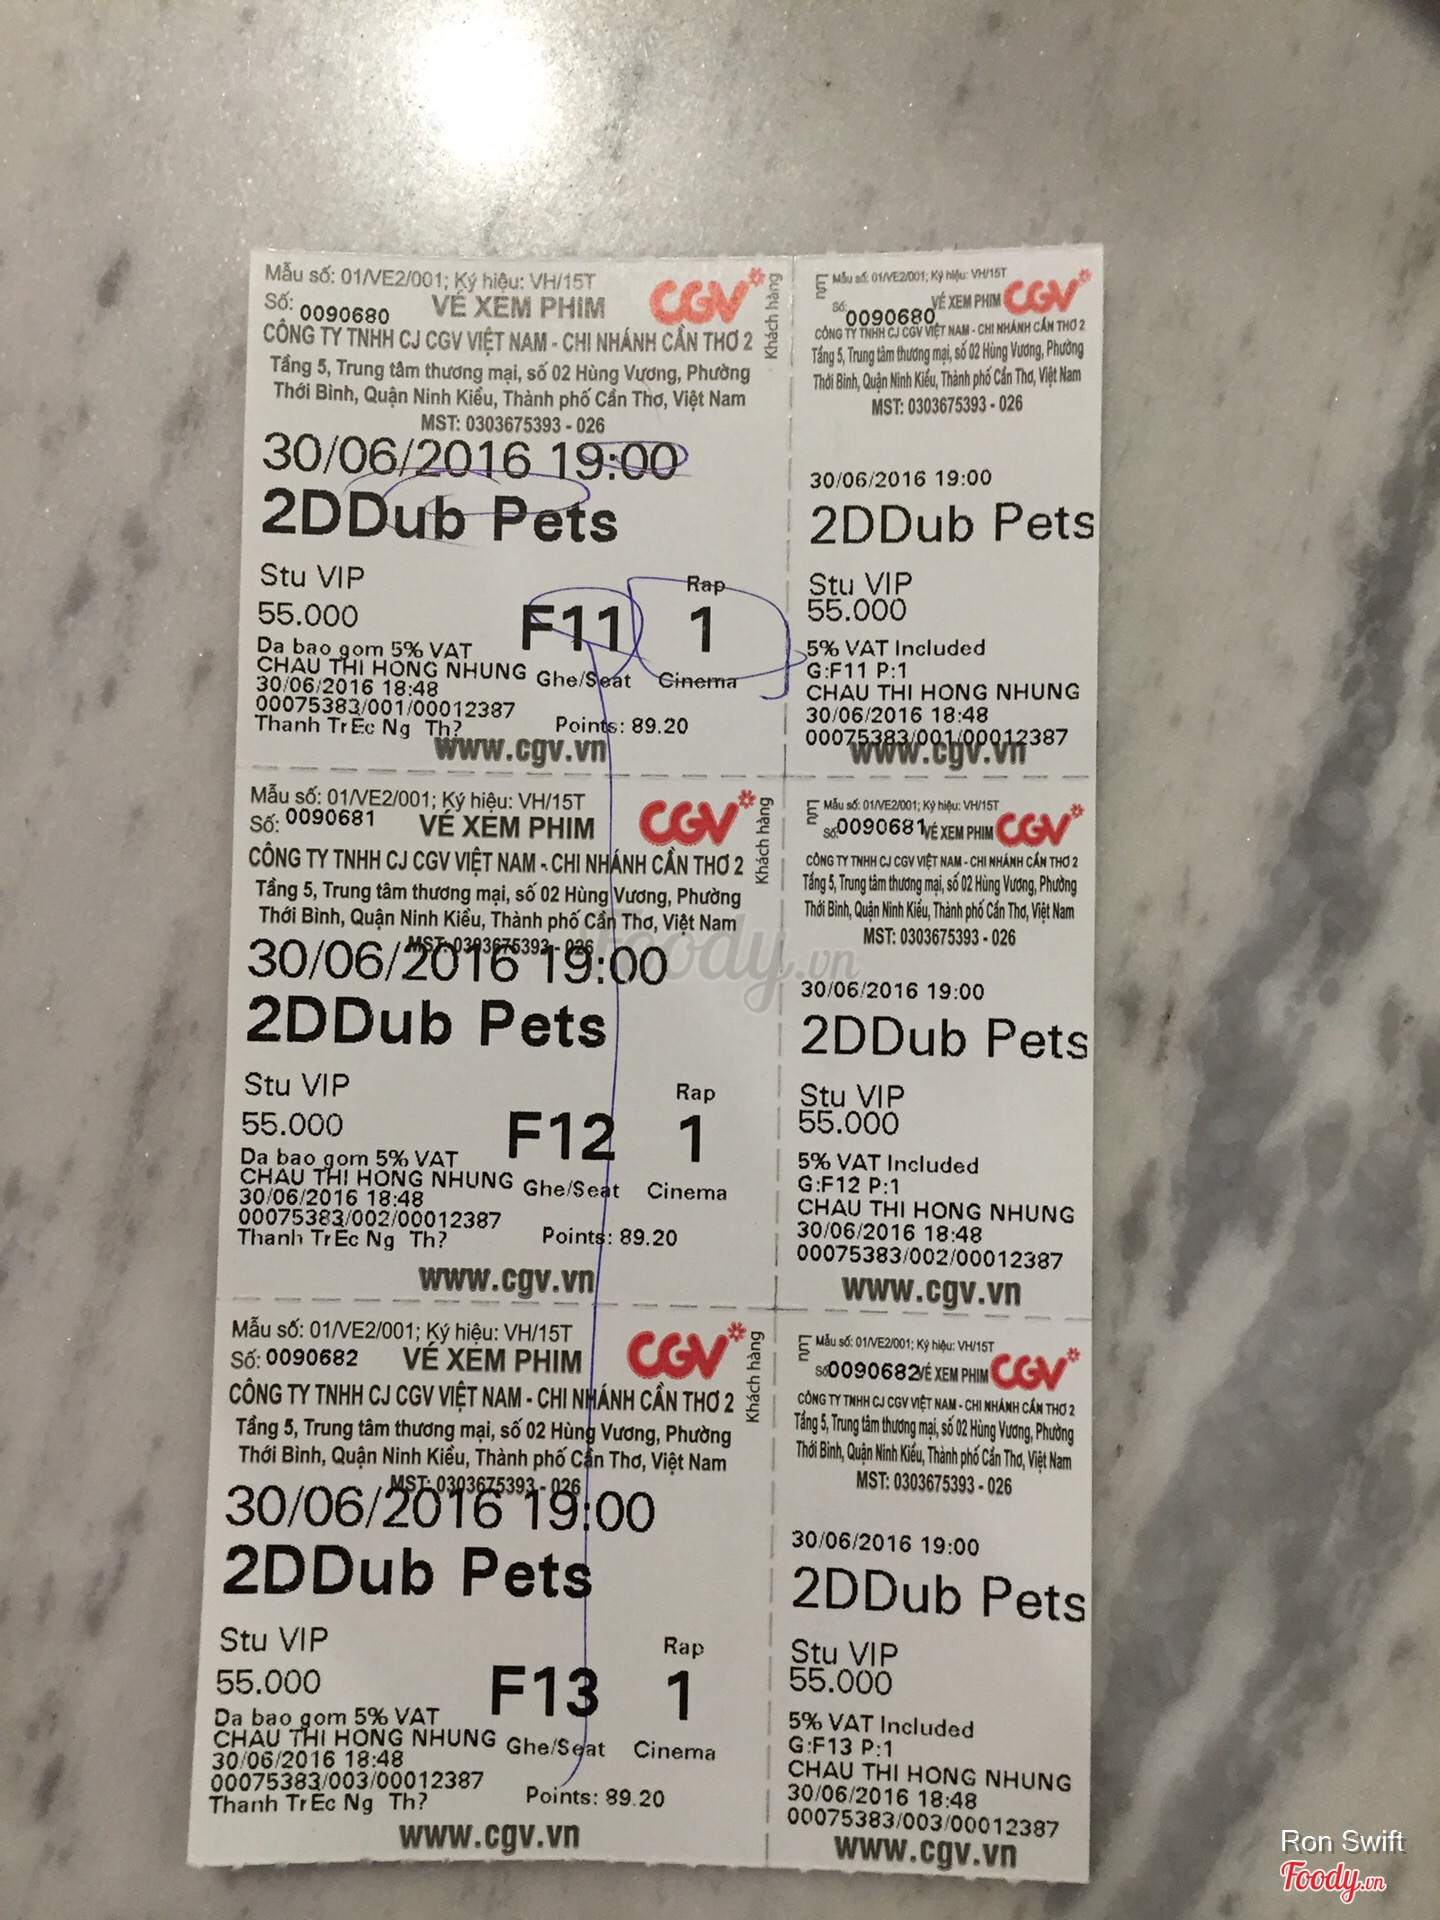 Mẫu số: 01/VE2/001; Ký hiệu: VH/15T
Số: 0090680 VÉ XEM PHIM CGV
Khách hàng
CÔNG TY TNHH CJ CGV VIỆT NAM - CHI NHÁNH CẦN THƠ 2
Tầng 5, Trung tâm thương mại, số 02 Hùng Vương, Phường
Thới Bình, Quận Ninh Kiều, Thành phố Cần Thơ, Việt Nam
MST: 0303675393 - 026
30/06/2016 19:00
2DDub Pets
Stu VIP
Rap
55.000 F11 1
Da bao gom 5% VAT
CHAU THI HONG NHUNG Ghe/Seat Cinema
30/06/2016 18:48
00075383/001/00012387
Thanh TrEc Ng Th? Points: 89.20
www.cgv.vn
Mẫu số: 01/VE2/001; Ký hiệu: VH/15T
Số: 0090680 VÉ XEM PHIM CGV
CÔNG TY TNHH CJ CGV VIỆT NAM - CHI NHÁNH CẦN THƠ 2
Tầng 5, Trung tâm thương mại, số 02 Hùng Vương, Phường
Thới Bình, Quận Ninh Kiều, Thành phố Cần Thơ, Việt Nam
MST: 0303675393 - 026
30/06/2016 19:00
2DDub Pets
Stu VIP
55.000
5% VAT Included
G:F11 P:1
CHAU THI HONG NHUNG
30/06/2016 18:48
00075383/001/00012387
www.cgv.vn
Mẫu số: 01/VE2/001; Ký hiệu: VH/15T
Số: 0090681 VÉ XEM PHIM CGV
Khách hàng
CÔNG TY TNHH CJ CGV VIỆT NAM - CHI NHÁNH CẦN THƠ 2
Tầng 5, Trung tâm thương mại, số 02 Hùng Vương, Phường
Thới Bình, Quận Ninh Kiều, Thành phố Cần Thơ, Việt Nam
MST: 0303675393 - 026
30/06/2016 19:00
2DDub Pets
Stu VIP
Rap
55.000 F12 1
Da bao gom 5% VAT
CHAU THI HONG NHUNG Ghe/Seat Cinema
30/06/2016 18:48
00075383/002/00012387
Thanh TrEc Ng Th? Points: 89.20
www.cgv.vn
Mẫu số: 01/VE2/001; Ký hiệu: VH/15T
Số: 0090681 VÉ XEM PHIM CGV
CÔNG TY TNHH CJ CGV VIỆT NAM - CHI NHÁNH CẦN THƠ 2
Tầng 5, Trung tâm thương mại, số 02 Hùng Vương, Phường
Thới Bình, Quận Ninh Kiều, Thành phố Cần Thơ, Việt Nam
MST: 0303675393 - 026
30/06/2016 19:00
2DDub Pets
Stu VIP
55.000
5% VAT Included
G:F12 P:1
CHAU THI HONG NHUNG
30/06/2016 18:48
00075383/002/00012387
www.cgv.vn
Foody.vn
Mẫu số: 01/VE2/001; Ký hiệu: VH/15T
Số: 0090682 VÉ XEM PHIM CGV
Khách hàng
CÔNG TY TNHH CJ CGV VIỆT NAM - CHI NHÁNH CẦN THƠ 2
Tầng 5, Trung tâm thương mại, số 02 Hùng Vương, Phường
Thới Bình, Quận Ninh Kiều, Thành phố Cần Thơ, Việt Nam
MST: 0303675393 - 026
30/06/2016 19:00
2DDub Pets
Stu VIP
Rap
55.000 F13 1
Da bao gom 5% VAT
CHAU THI HONG NHUNG Ghe/Seat Cinema
30/06/2016 18:48
00075383/003/00012387
Thanh TrEc Ng Th? Points: 89.20
www.cgv.vn
Mẫu số: 01/VE2/001; Ký hiệu: VH/15T
Số 0090682 VÉ XEM PHIM CGV
CÔNG TY TNHH CJ CGV VIỆT NAM - CHI NHÁNH CẦN THƠ 2
Tầng 5, Trung tâm thương mại, số 02 Hùng Vương, Phường
Thới Bình, Quận Ninh Kiều, Thành phố Cần Thơ, Việt Nam
MST: 0303675393 - 026
30/06/2016 19:00
2DDub Pets
Stu VIP
55.000
5% VAT Included
G:F13 P:1
CHAU THI HONG NHUNG
30/06/2016 18:48
00075383/003/00012387
www.cgv.vn
Ron Swift
Foody.vn